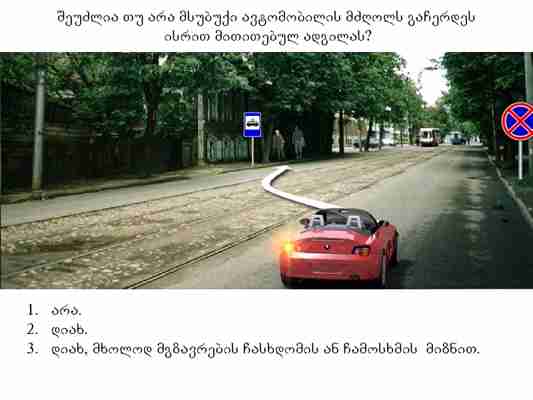 შეუძლია თუ არა მსუბუქი ავტომობილის მძღოლს გაჩერდეს
ისრით მითითებულ ადგილას?
1. არა.
2. დიახ.
3. დიახ, მხოლოდ მგზავრების ჩასხდომის ან ჩამოსხმის მიზნით.